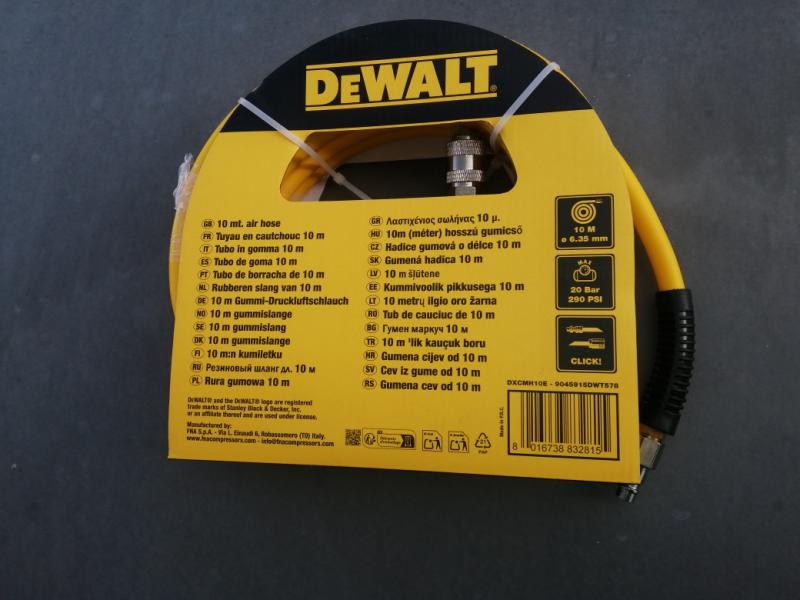 DEWALT®
GB 10 mt. air hose
FR Tuyau en cautchouc 10 m
IT Tubo in gomma 10 m
ES Tubo de goma 10 m
PT Tubo de borracha de 10 m
NL Rubberen slang van 10 m
DE 10 m Gummi-Druckluftschlauch
NO 10 m gummislange
SE 10 m gummislang
DK 10 m gummislange
FI 10 m:n kumiletku
RU Резиновый шланг дл. 10 м
PL Rura gumowa 10 m
GR Λαστιχένιος σωλήνας 10 μ.
HU 10m (méter) hosszú gumicső
CZ Hadice gumová o délce 10 m
SK Gumená hadica 10 m
LV 10 m šļūtene
EE Kummivoolik pikkusega 10 m
LT 10 metrų ilgio oro žarna
RO Tub de cauciuc de 10 m
BG Гумен маркуч 10 м
TR 10 m 'lik kauçuk boru
HR Gumena cijev od 10 m
SV Cev iz gume od 10 m
RS Gumena cev od 10 m
10 M
ø 6.35 mm
MAX
20 Bar
290 PSI
CLICK!
DXCMH10E - 9045915DWT578
DeWALT® and the DeWALT® logo are registered
trade marks of Stanley Black & Decker, Inc.
or an affiliate thereof and are used under license.
Manufactured by:
FNA S.p.A. - Via L. Einaudi 6, Robassomero (TO) Italy.
www.fnacompressors.com - info@fnacompressors.com
21
PAP
Made in P.R.C.
8 016738 832815